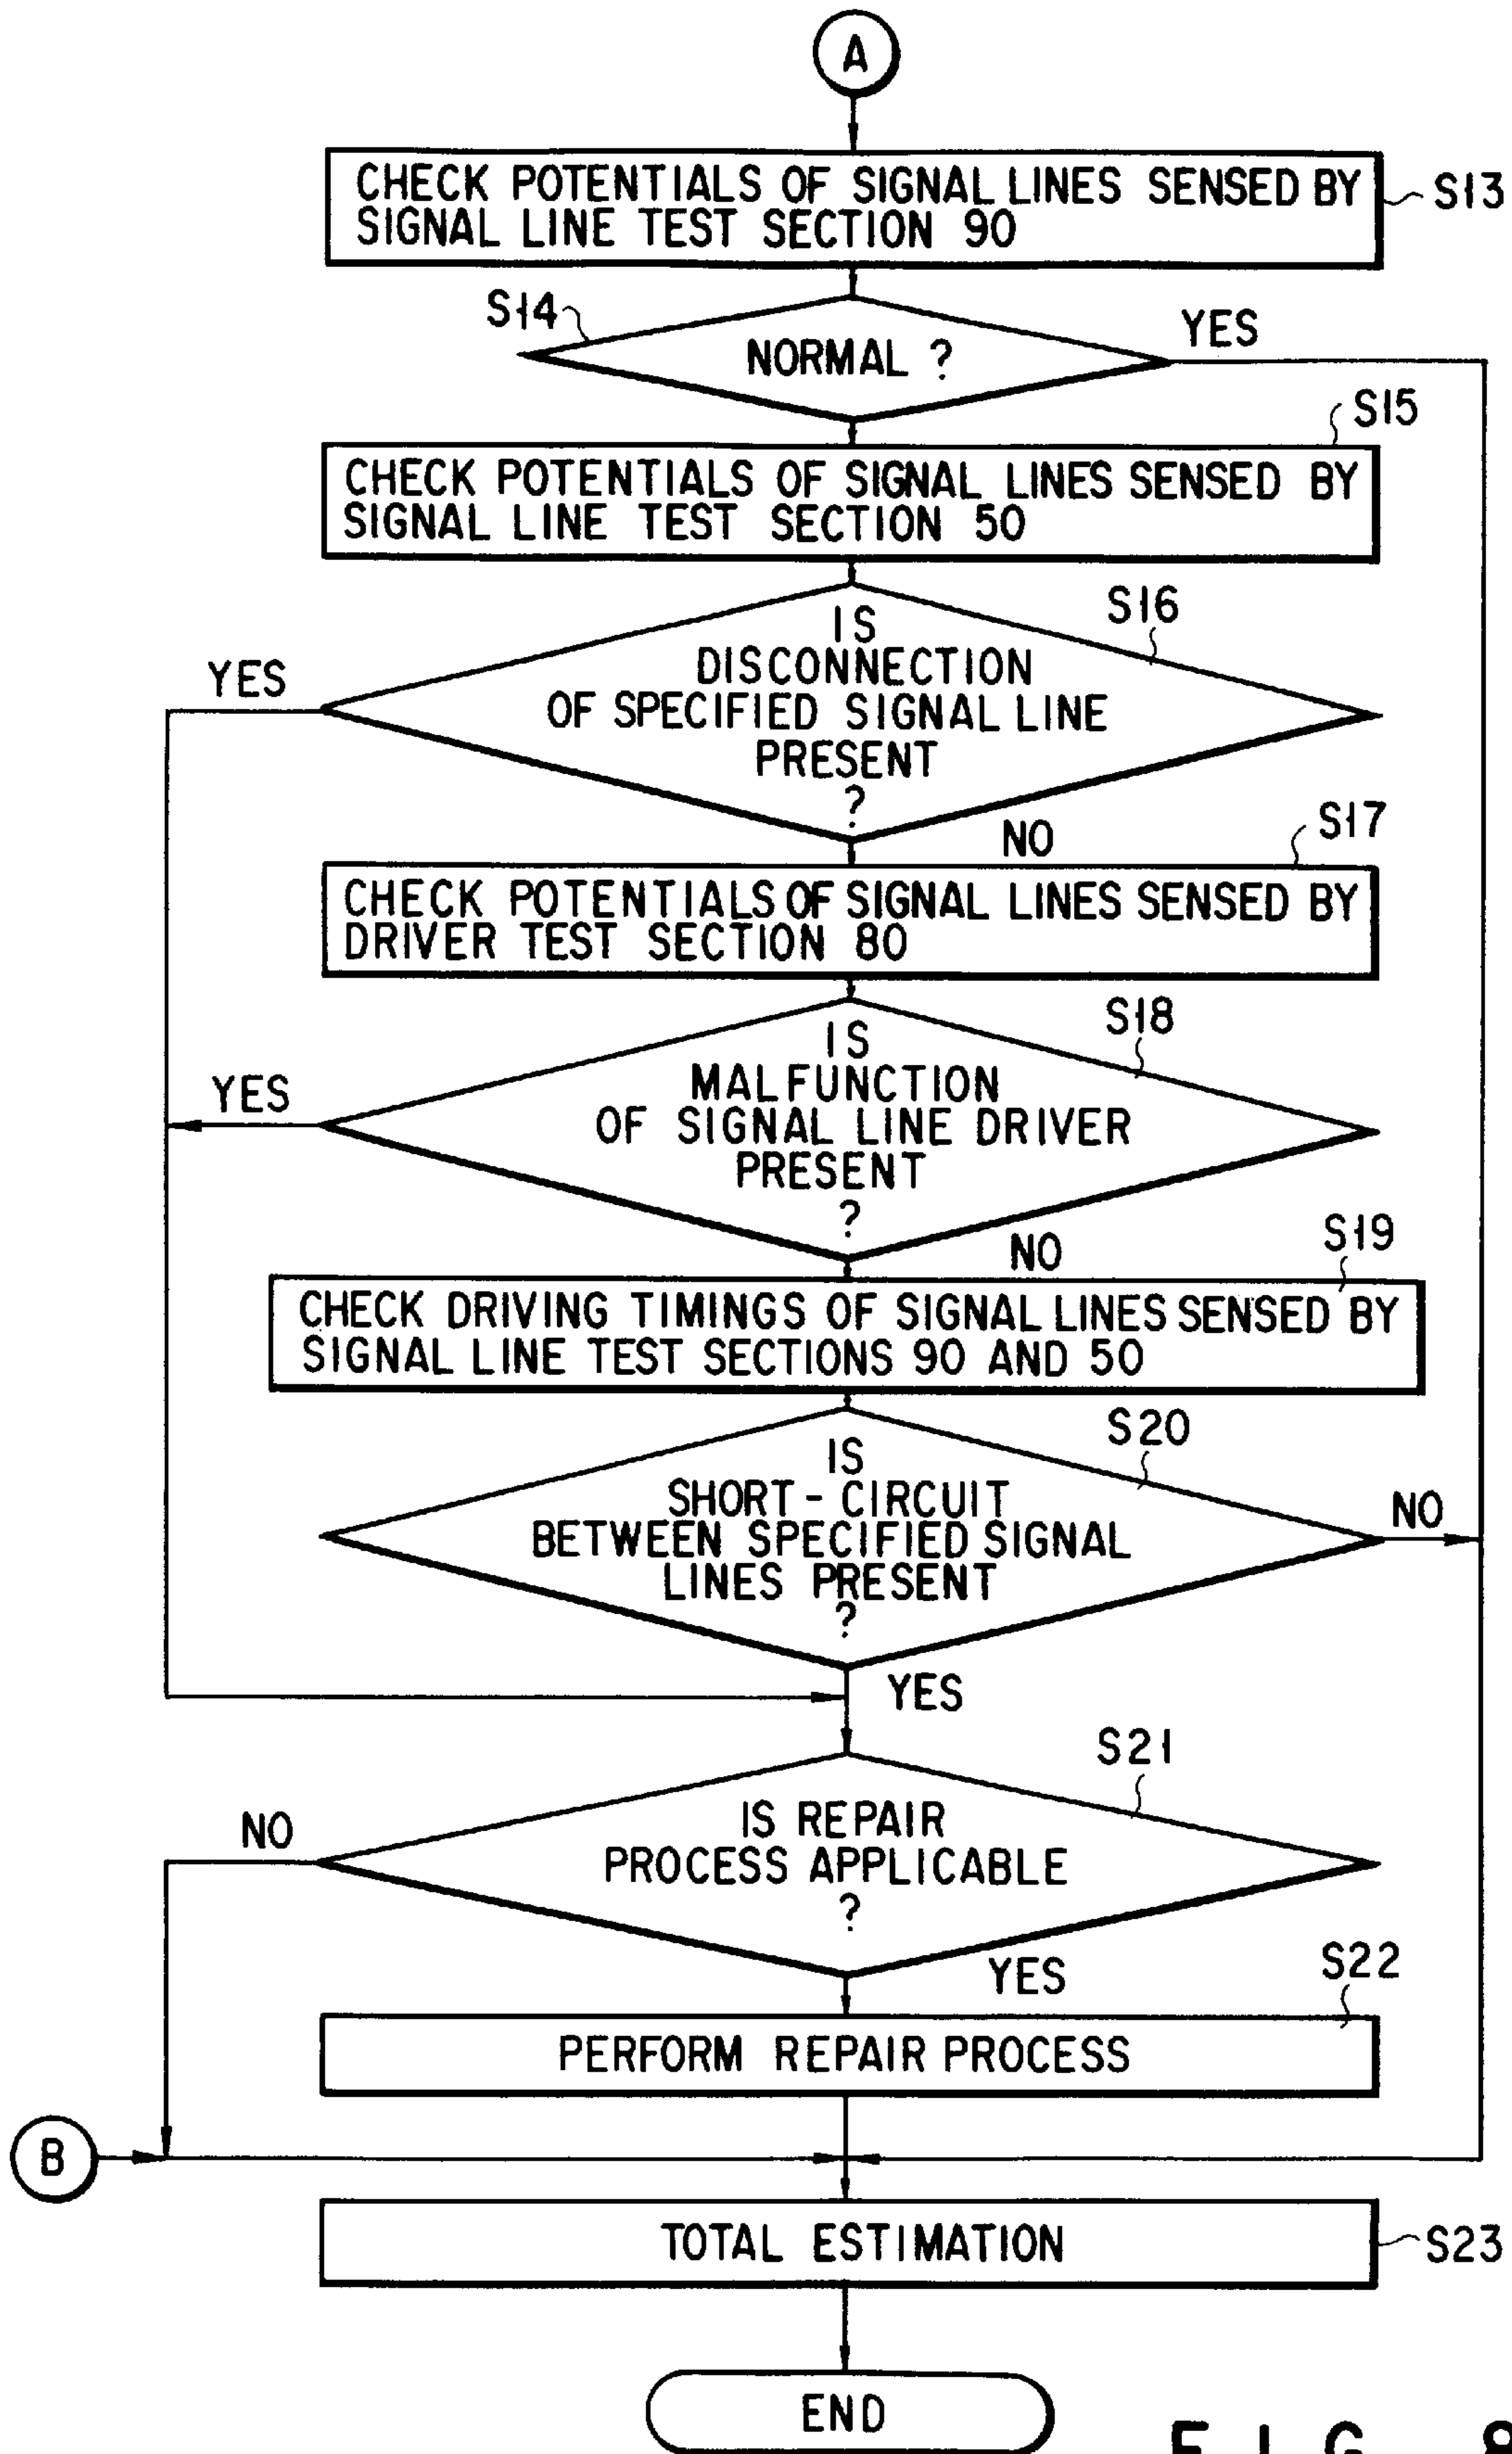 A
CHECK POTENTIALS OF SIGNAL LINES SENSED BY
SIGNAL LINE TEST SECTION 90
S13
S14
NORMAL ?
YES
S15
CHECK POTENTIALS OF SIGNAL LINES SENSED BY
SIGNAL LINE TEST SECTION 50
S16
IS
DISCONNECTION
OF SPECIFIED SIGNAL LINE
PRESENT
?
YES
NO
S17
CHECK POTENTIALS OF SIGNAL LINES SENSED BY
DRIVER TEST SECTION 80
S18
IS
MALFUNCTION
OF SIGNAL LINE DRIVER
PRESENT
?
YES
NO
S19
CHECK DRIVING TIMINGS OF SIGNAL LINES SENSED BY
SIGNAL LINE TEST SECTIONS 90 AND 50
S20
IS
SHORT-CIRCUIT
BETWEEN SPECIFIED SIGNAL
LINES PRESENT
?
NO
YES
S21
IS REPAIR
PROCESS APPLICABLE
?
NO
YES
S22
PERFORM REPAIR PROCESS
B
TOTAL ESTIMATION
S23
END
FIG. 8